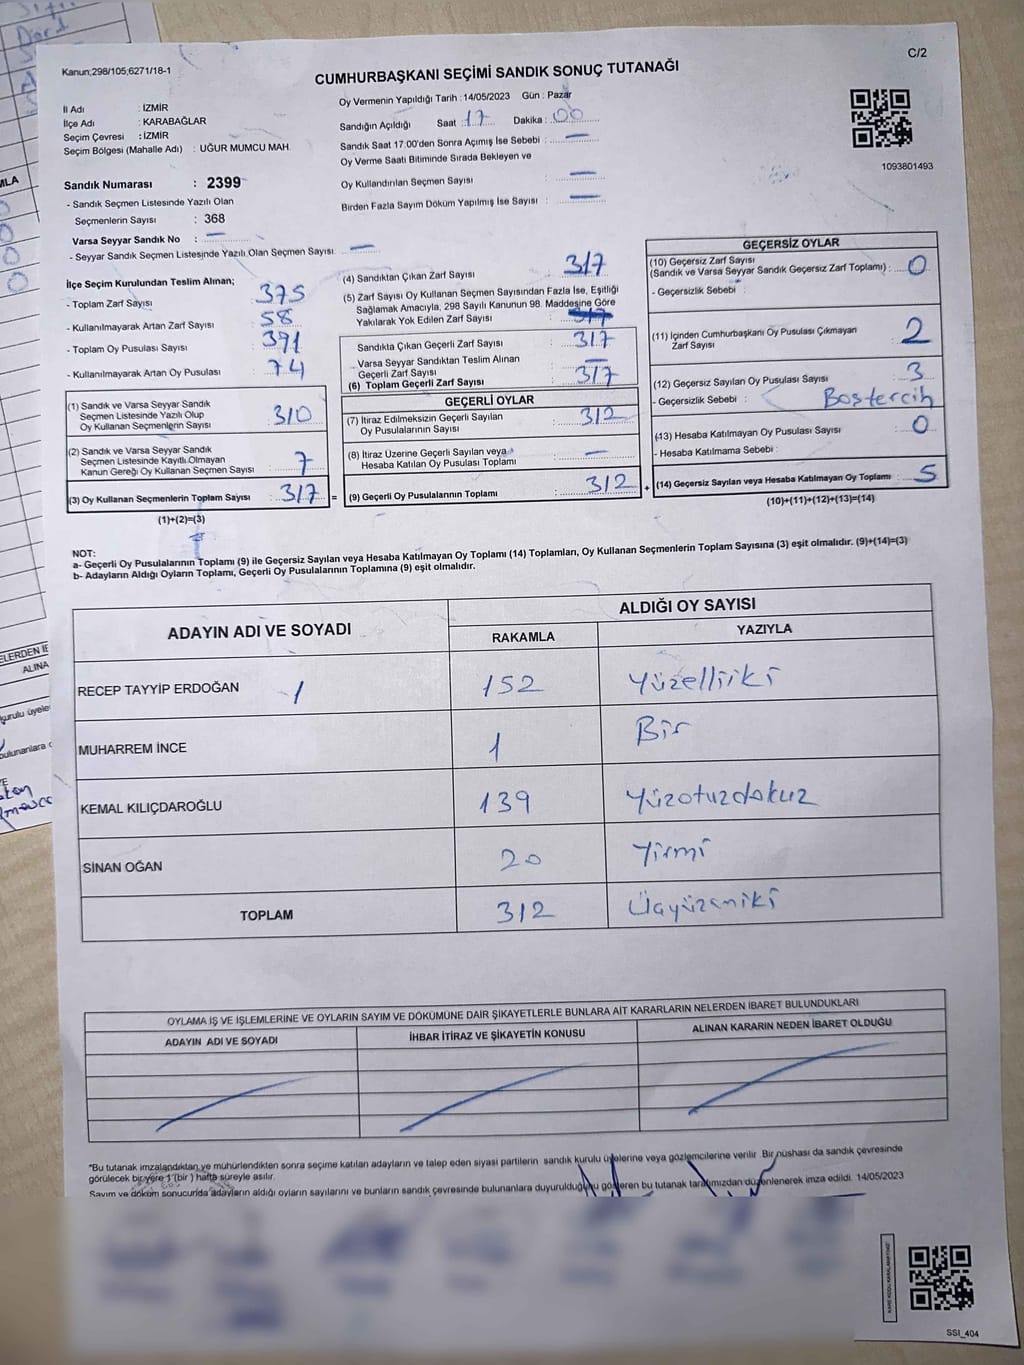 C/2
Kanun;298/105;6271/18-1
CUMHURBAŞKANI SEÇİMİ SANDIK SONUÇ TUTANAĞI
İl Adı : İZMİR
İlçe Adı : KARABAĞLAR
Seçim Çevresi : İZMİR
Seçim Bölgesi (Mahalle Adı) : UĞUR MUMCU MAH.
Oy Vermenin Yapıldığı Tarih : 14/05/2023 Gün : Pazar
Sandığın Açıldığı Saat : 17 Dakika : 00
Sandık Saat 17:00'den Sonra Açımış İse Sebebi : —
Oy Verme Saati Bitiminde Sırada Bekleyen ve
Oy Kullandırılan Seçmen Sayısı : —
Birden Fazla Sayım Döküm Yapılmış İse Sayısı : —
1093801493
Sandık Numarası : 2399
- Sandık Seçmen Listesinde Yazılı Olan
Seçmenlerin Sayısı : 368
Varsa Seyyar Sandık No : —
- Seyyar Sandık Seçmen Listesinde Yazılı Olan Seçmen Sayısı : —
İlçe Seçim Kurulundan Teslim Alınan;
- Toplam Zarf Sayısı : 375
- Kullanılmayarak Artan Zarf Sayısı : 58
- Toplam Oy Pusulası Sayısı : 391
- Kullanılmayarak Artan Oy Pusulası : 74
(1) Sandık ve Varsa Seyyar Sandık
Seçmen Listesinde Yazılı Olup
Oy Kullanan Seçmenlerin Sayısı : 310
(2) Sandık ve Varsa Seyyar Sandık
Seçmen Listesinde Kayıtlı Olmayan
Kanun Gereği Oy Kullanan Seçmen Sayısı : 7
(3) Oy Kullanan Seçmenlerin Toplam Sayısı : 317 =
(1)+(2)=(3)
(4) Sandıktan Çıkan Zarf Sayısı : 317
(5) Zarf Sayısı Oy Kullanan Seçmen Sayısından Fazla İse, Eşitliği
Sağlamak Amacıyla, 298 Sayılı Kanunun 98. Maddesine Göre
Yakılarak Yok Edilen Zarf Sayısı :
Sandıkta Çıkan Geçerli Zarf Sayısı : 317
Varsa Seyyar Sandıktan Teslim Alınan
Geçerli Zarf Sayısı : —
(6) Toplam Geçerli Zarf Sayısı : 317
GEÇERLİ OYLAR
(7) İtiraz Edilmeksizin Geçerli Sayılan
Oy Pusulalarının Sayısı : 312
(8) İtiraz Üzerine Geçerli Sayılan veya
Hesaba Katılan Oy Pusulası Toplamı : —
(9) Geçerli Oy Pusulalarının Toplamı : 312 +
GEÇERSİZ OYLAR
(10) Geçersiz Zarf Sayısı
(Sandık ve Varsa Seyyar Sandık Geçersiz Zarf Toplamı) : 0
- Geçersizlik Sebebi :
(11) İçinden Cumhurbaşkanı Oy Pusulası Çıkmayan
Zarf Sayısı : 2
(12) Geçersiz Sayılan Oy Pusulası Sayısı : 3
- Geçersizlik Sebebi : Boştercih
(13) Hesaba Katılmayan Oy Pusulası Sayısı : 0
- Hesaba Katılmama Sebebi :
(14) Geçersiz Sayılan veya Hesaba Katılmayan Oy Toplamı : 5
(10)+(11)+(12)+(13)=(14)
NOT:
a- Geçerli Oy Pusulalarının Toplamı (9) ile Geçersiz Sayılan veya Hesaba Katılmayan Oy Toplamı (14) Toplamları, Oy Kullanan Seçmenlerin Toplam Sayısına (3) eşit olmalıdır. (9)+(14)=(3)
b- Adayların Aldığı Oyların Toplamı, Geçerli Oy Pusulalarının Toplamına (9) eşit olmalıdır.
ADAYIN ADI VE SOYADI
ALDIĞI OY SAYISI
RAKAMLA YAZIYLA
RECEP TAYYİP ERDOĞAN 152 Yüzelliiki
MUHARREM İNCE 1 Bir
KEMAL KILIÇDAROĞLU 139 Yüzotuzdokuz
SİNAN OĞAN 20 Yirmi
TOPLAM 312 Üçyüzoniki
OYLAMA İŞ VE İŞLEMLERİNE VE OYLARIN SAYIM VE DÖKÜMÜNE DAİR ŞİKAYETLERLE BUNLARA AİT KARARLARIN NELERDEN İBARET BULUNDUKLARI
ADAYIN ADI VE SOYADI İHBAR İTİRAZ VE ŞİKAYETİN KONUSU ALINAN KARARIN NEDEN İBARET OLDUĞU
*Bu tutanak imzalandıktan ve mühürlendikten sonra seçime katılan adayların ve talep eden siyasi partilerin sandık kurulu üyelerine veya gözlemcilerine verilir. Bir nüshası da sandık çevresinde
görülecek bir yere 1 (bir ) hafta süreyle asılır.
Sayım ve döküm sonucunda adayların aldığı oyların sayılarını ve bunların sandık çevresinde bulunanlara duyurulduğunu gösteren bu tutanak tarafımızdan düzenlenerek imza edildi. 14/05/2023
SSİ_404